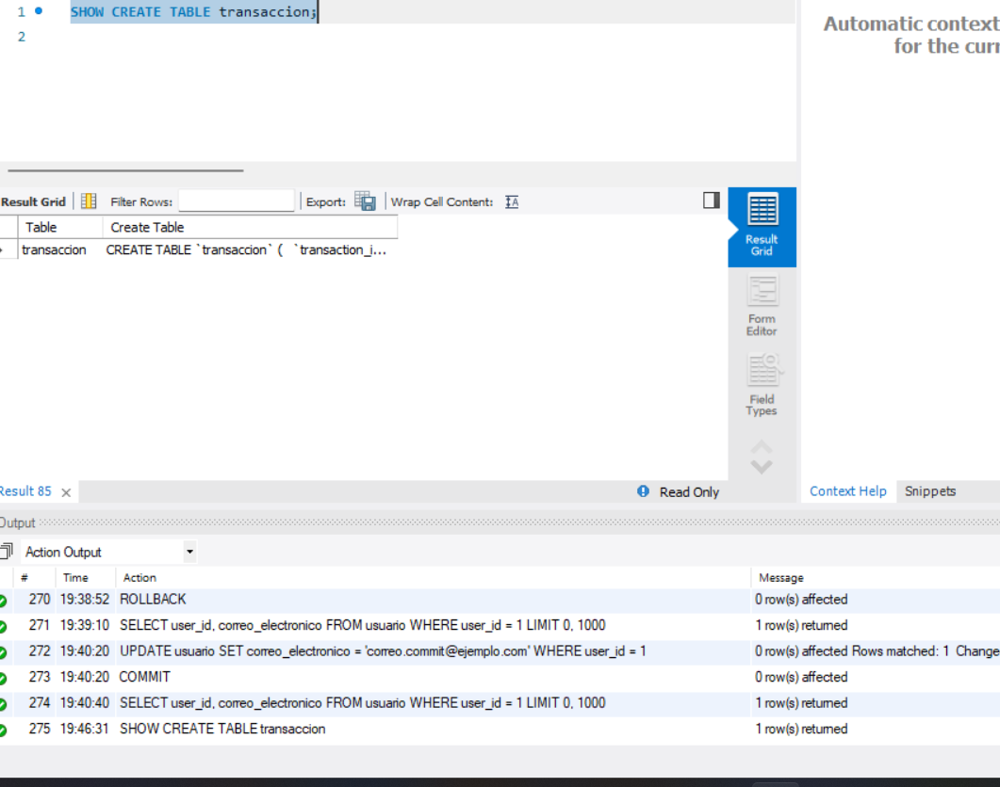 1 SHOW CREATE TABLE transaccion;
2
Automatic context
for the curr
Result Grid Filter Rows: Export: Wrap Cell Content:
Table Create Table
transaccion CREATE TABLE `transaccion` ( `transaction_i...
Result
Grid
Form
Editor
Field
Types
Result 85 Read Only
Context Help Snippets
Output
Action Output
# Time Action Message
270 19:38:52 ROLLBACK 0 row(s) affected
271 19:39:10 SELECT user_id, correo_electronico FROM usuario WHERE user_id = 1 LIMIT 0, 1000 1 row(s) returned
272 19:40:20 UPDATE usuario SET correo_electronico = 'correo.commit@ejemplo.com' WHERE user_id = 1 0 row(s) affected Rows matched: 1 Change
273 19:40:20 COMMIT 0 row(s) affected
274 19:40:40 SELECT user_id, correo_electronico FROM usuario WHERE user_id = 1 LIMIT 0, 1000 1 row(s) returned
275 19:46:31 SHOW CREATE TABLE transaccion 1 row(s) returned